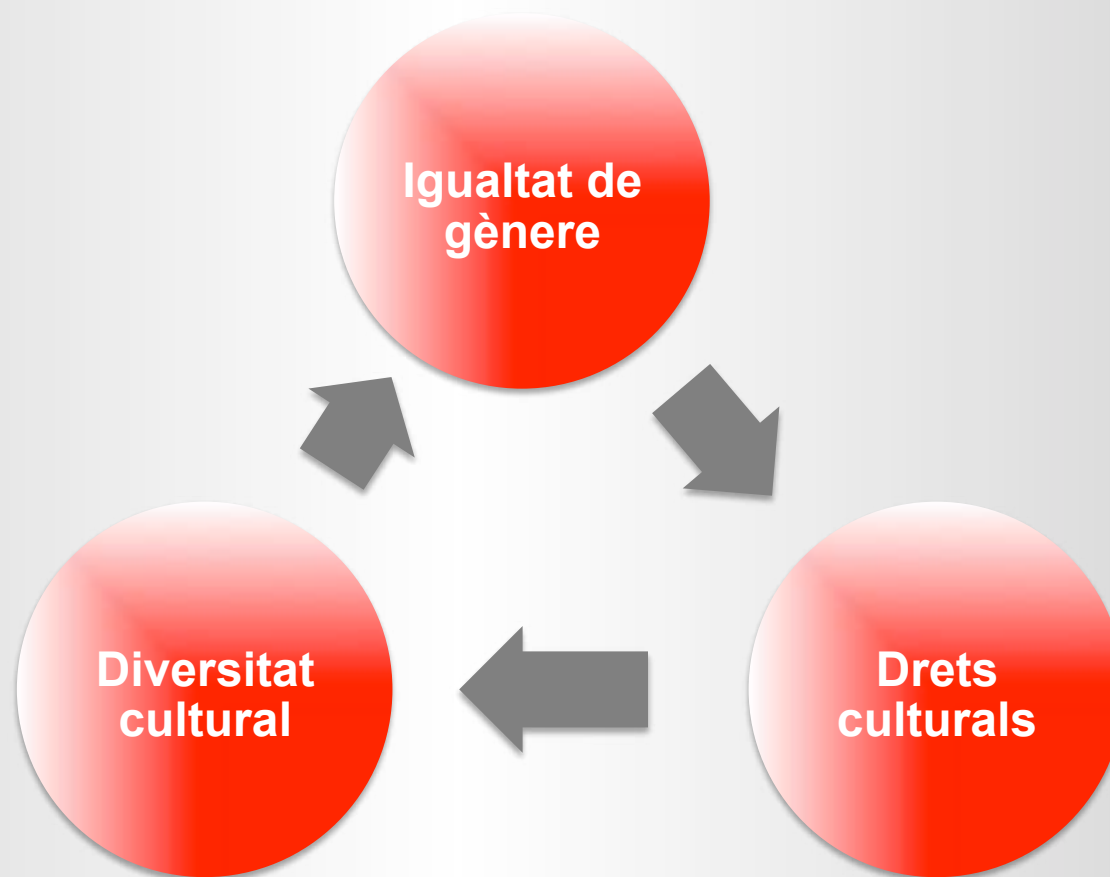 Igualtat de
gènere
Diversitat
cultural
Drets
culturals